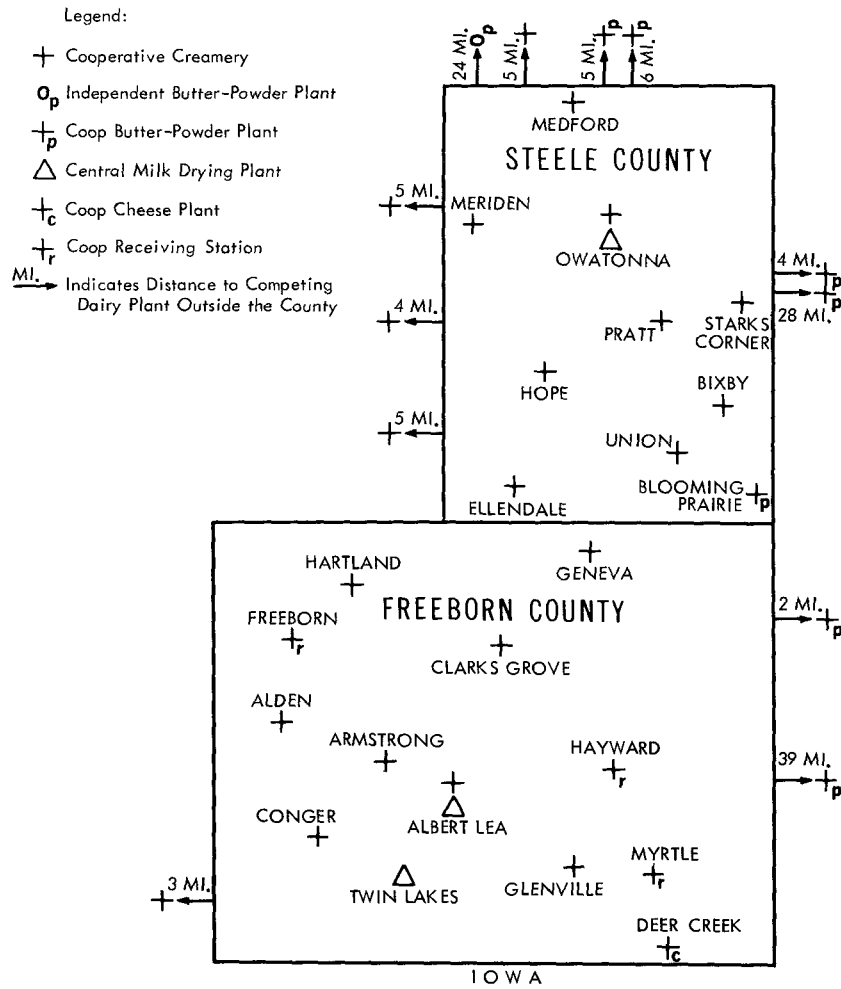 Legend:
+ Cooperative Creamery
Op Independent Butter-Powder Plant
+p Coop Butter-Powder Plant
△ Central Milk Drying Plant
+c Coop Cheese Plant
+r Coop Receiving Station
MI. → Indicates Distance to Competing
Dairy Plant Outside the County
24 MI.
Op
5 MI.
5 MI.
p
6 MI.
p
MEDFORD
STEELE COUNTY
5 MI.
MERIDEN
OWATONNA
4 MI.
p
p
28 MI.
4 MI.
PRATT
STARKS
CORNER
HOPE
BIXBY
5 MI.
UNION
BLOOMING
PRAIRIE
p
ELLENDALE
GENEVA
HARTLAND
FREEBORN COUNTY
2 MI.
p
FREEBORN
r
CLARKS GROVE
ALDEN
ARMSTRONG
HAYWARD
r
39 MI.
p
ALBERT LEA
CONGER
MYRTLE
r
GLENVILLE
TWIN LAKES
3 MI.
DEER CREEK
c
IOWA